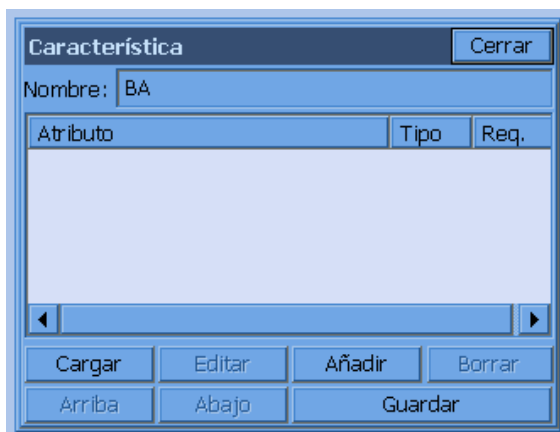 Característica Cerrar
Nombre: BA
Atributo Tipo Req.
Cargar Editar Añadir Borrar
Arriba Abajo Guardar